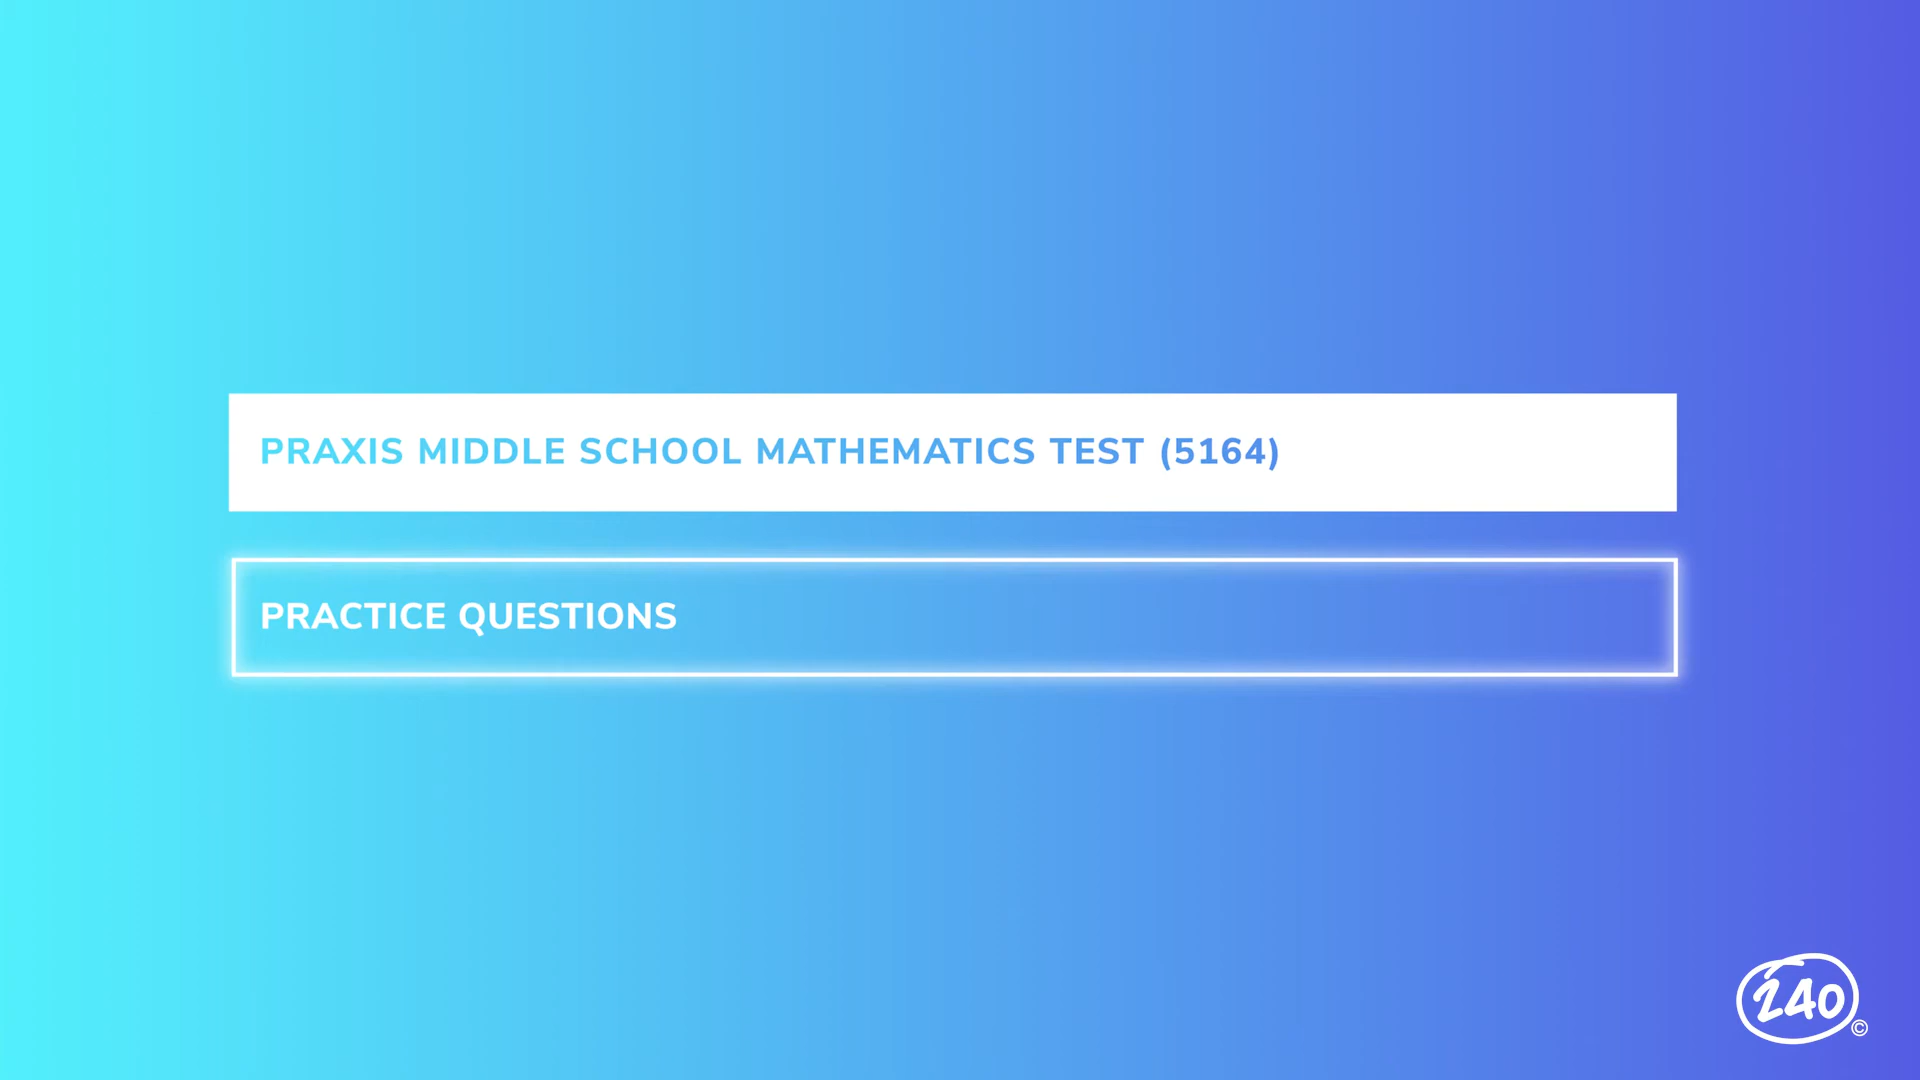 PRAXIS MIDDLE SCHOOL MATHEMATICS TEST (5164)
PRACTICE QUESTIONS
240
©